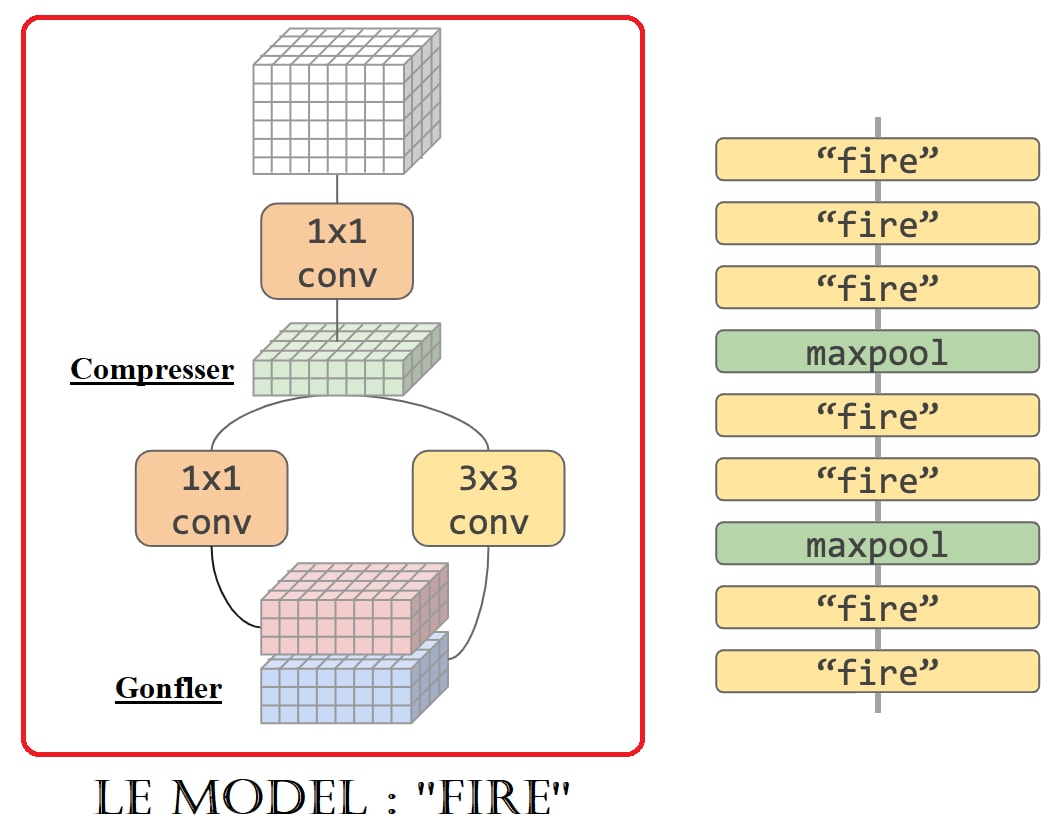 1x1
conv
Compresser
1x1
conv
3x3
conv
Gonfler
LE MODEL : "FIRE"
“fire”
“fire”
“fire”
maxpool
“fire”
“fire”
maxpool
“fire”
“fire”